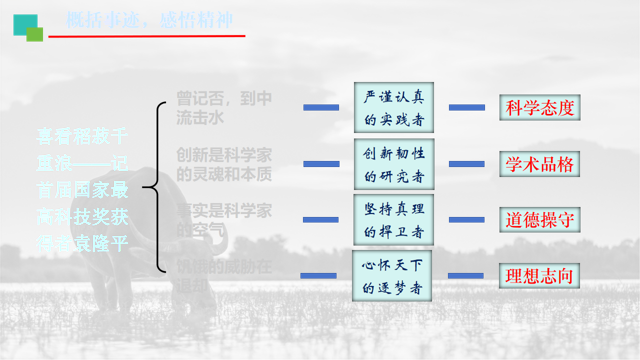 概括事迹，感悟精神
喜看稻菽千
重浪——记
首届国家最
高科技奖获
得者袁隆平
曾记否，到中
流击水
创新是科学家
的灵魂和本质
事实是科学家
的空气
饥饿的威胁在
严谨认真
的实践者
创新韧性
的研究者
坚持真理
的捍卫者
心怀天下
的逐梦者
科学态度
学术品格
道德操守
理想志向